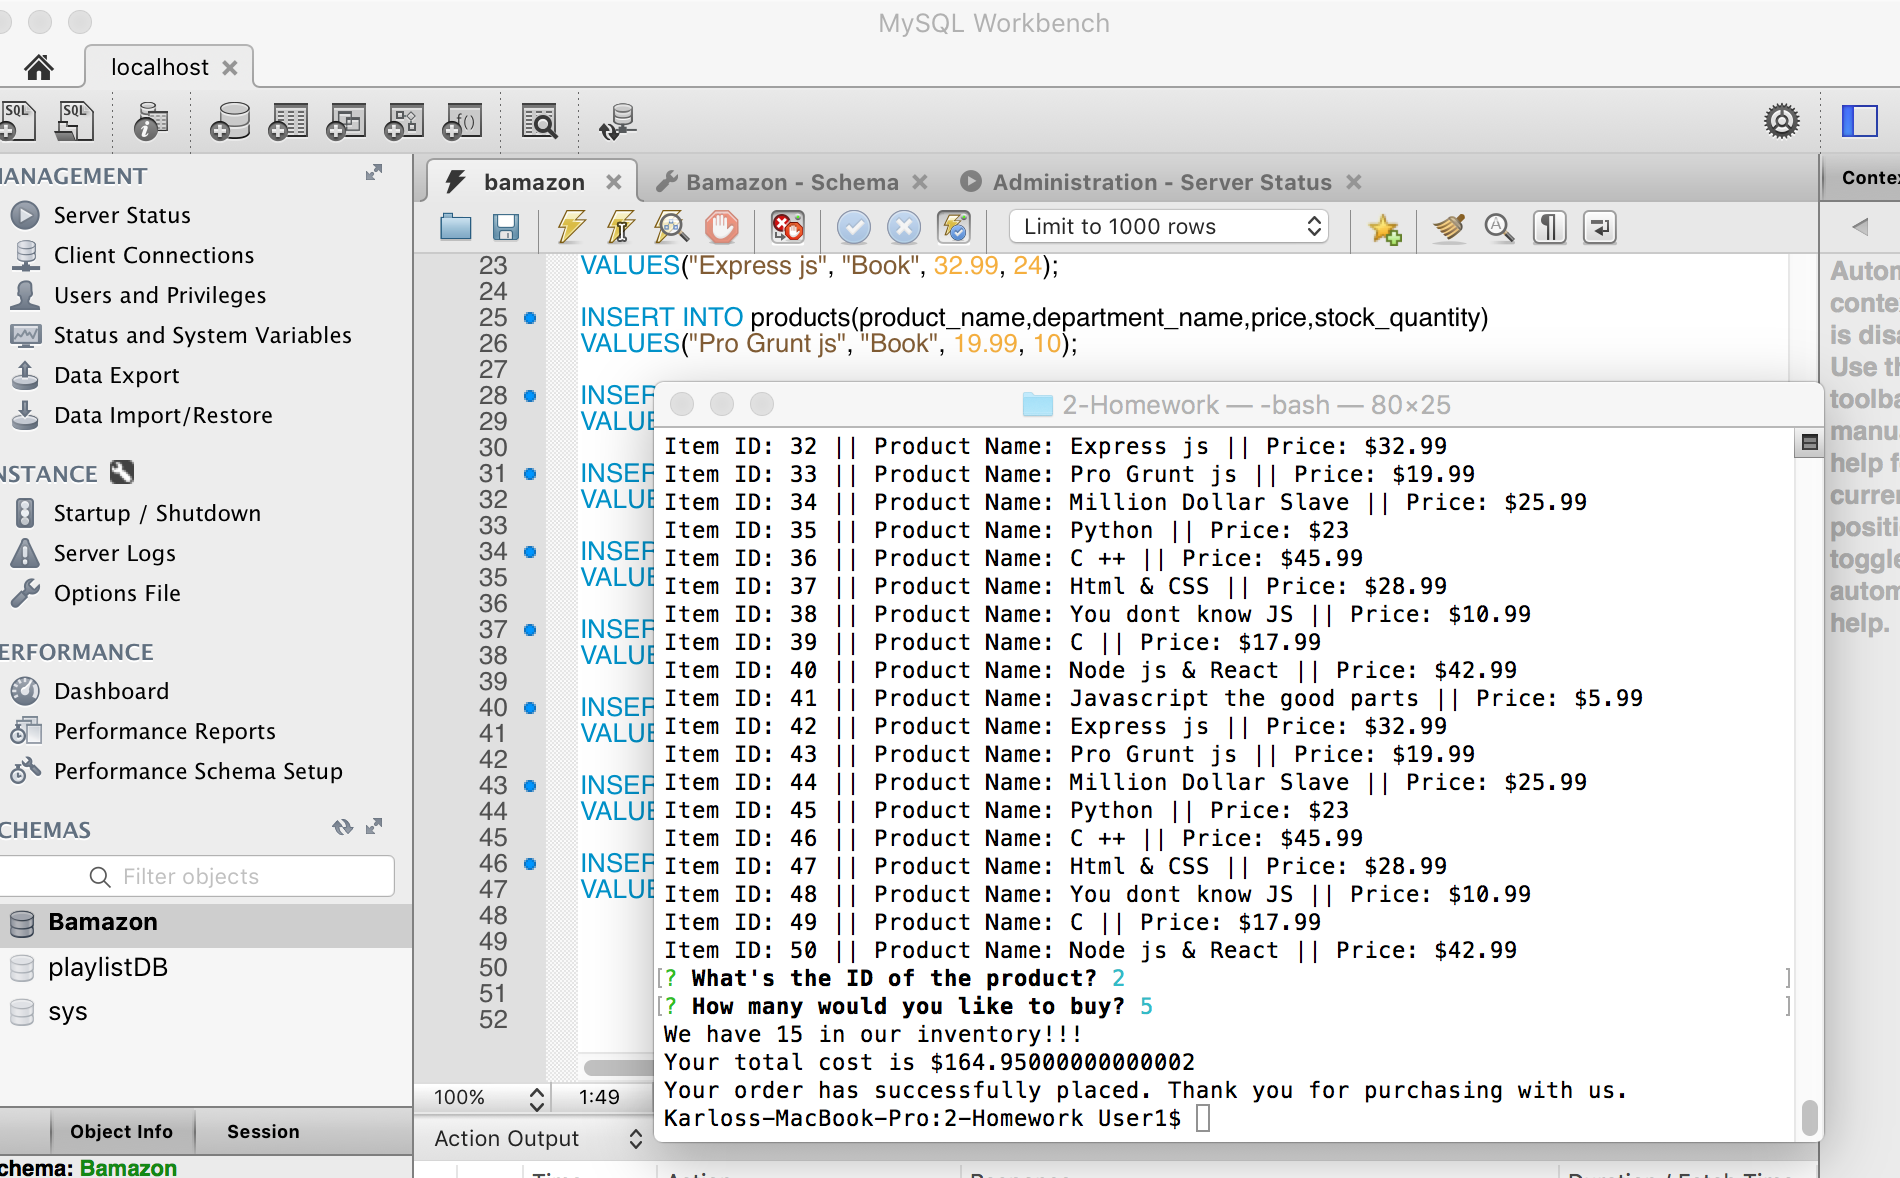 MySQL Workbench
localhost
MANAGEMENT
Server Status
Client Connections
Users and Privileges
Status and System Variables
Data Export
Data Import/Restore
INSTANCE
Startup / Shutdown
Server Logs
Options File
PERFORMANCE
Dashboard
Performance Reports
Performance Schema Setup
SCHEMAS
Filter objects
Bamazon
playlistDB
sys
Object Info Session
Schema: Bamazon
bamazon Bamazon - Schema Administration - Server Status
Limit to 1000 rows
23 VALUES("Express js", "Book", 32.99, 24);
24
25 INSERT INTO products(product_name,department_name,price,stock_quantity)
26 VALUES("Pro Grunt js", "Book", 19.99, 10);
27
28 INSER
29 VALUE
30
31 INSER
32 VALUE
33
34 INSER
35 VALUE
36
37 INSER
38 VALUE
39
40 INSER
41 VALUE
42
43 INSER
44 VALUE
45
46 INSER
47 VALUE
48
49
50
51
52
100% 1:49
Action Output
2-Homework — -bash — 80×25
Item ID: 32 || Product Name: Express js || Price: $32.99
Item ID: 33 || Product Name: Pro Grunt js || Price: $19.99
Item ID: 34 || Product Name: Million Dollar Slave || Price: $25.99
Item ID: 35 || Product Name: Python || Price: $23
Item ID: 36 || Product Name: C ++ || Price: $45.99
Item ID: 37 || Product Name: Html & CSS || Price: $28.99
Item ID: 38 || Product Name: You dont know JS || Price: $10.99
Item ID: 39 || Product Name: C || Price: $17.99
Item ID: 40 || Product Name: Node js & React || Price: $42.99
Item ID: 41 || Product Name: Javascript the good parts || Price: $5.99
Item ID: 42 || Product Name: Express js || Price: $32.99
Item ID: 43 || Product Name: Pro Grunt js || Price: $19.99
Item ID: 44 || Product Name: Million Dollar Slave || Price: $25.99
Item ID: 45 || Product Name: Python || Price: $23
Item ID: 46 || Product Name: C ++ || Price: $45.99
Item ID: 47 || Product Name: Html & CSS || Price: $28.99
Item ID: 48 || Product Name: You dont know JS || Price: $10.99
Item ID: 49 || Product Name: C || Price: $17.99
Item ID: 50 || Product Name: Node js & React || Price: $42.99
[? What's the ID of the product? 2 ]
[? How many would you like to buy? 5 ]
We have 15 in our inventory!!!
Your total cost is $164.95000000000002
Your order has successfully placed. Thank you for purchasing with us.
Karloss-MacBook-Pro:2-Homework User1$
Contex
Autom
contex
is disa
Use th
toolba
manua
help f
curren
positi
toggle
autom
help.